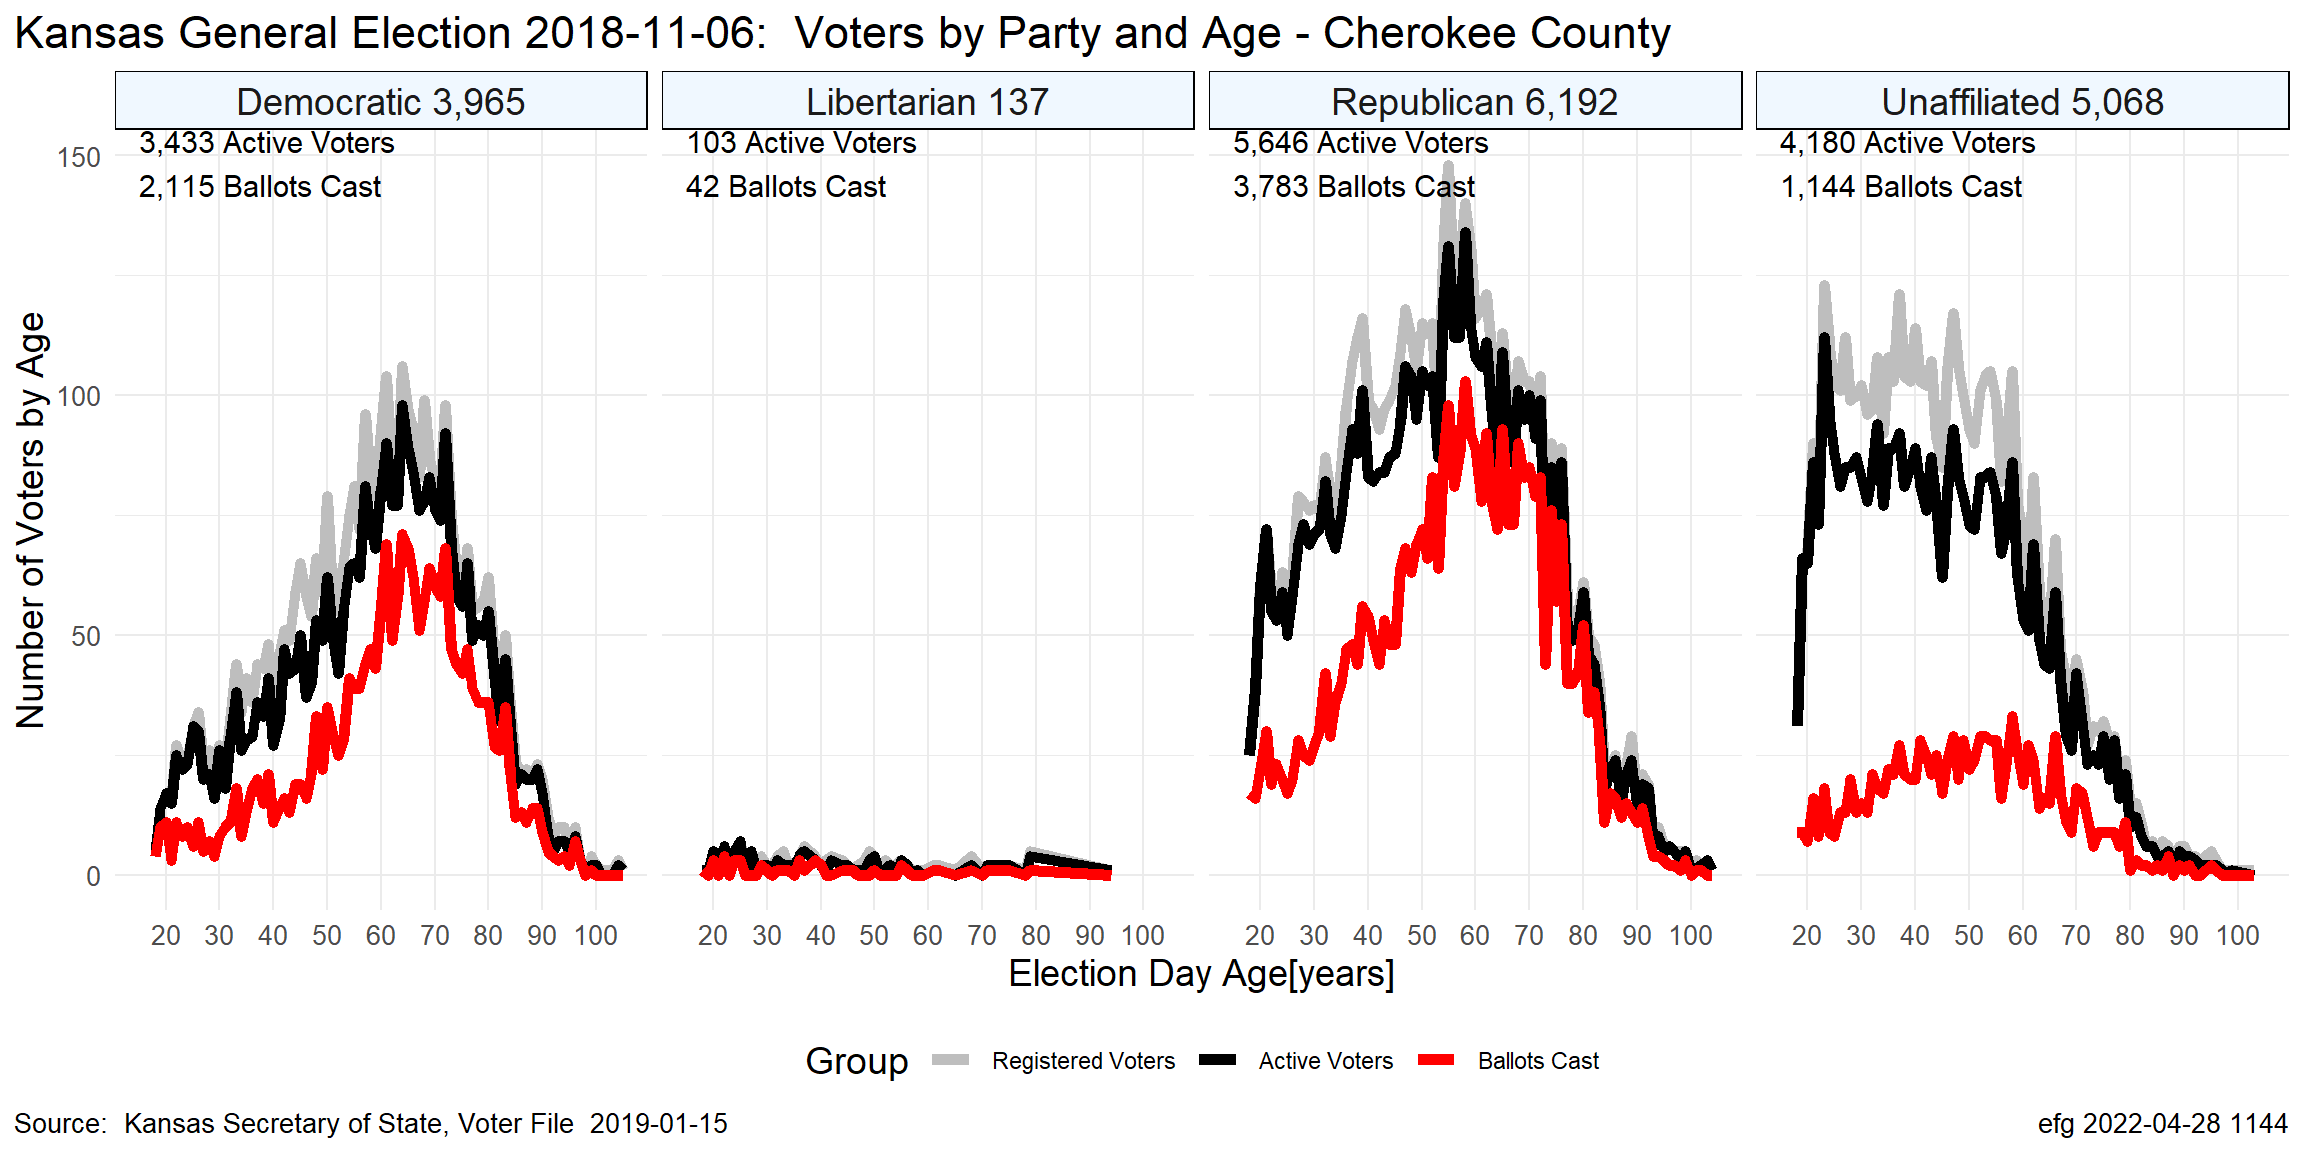 Kansas General Election 2018-11-06:  Voters by Party and Age - Cherokee County
Democratic 3,965
Libertarian 137
Republican 6,192
Unaffiliated 5,068
3,433 Active Voters
2,115 Ballots Cast
103 Active Voters
42 Ballots Cast
5,646 Active Voters
3,783 Ballots Cast
4,180 Active Voters
1,144 Ballots Cast
Number of Voters by Age
150
100
50
0
20 30 40 50 60 70 80 90 100
20 30 40 50 60 70 80 90 100
20 30 40 50 60 70 80 90 100
20 30 40 50 60 70 80 90 100
Election Day Age[years]
Group Registered Voters Active Voters Ballots Cast
Source:  Kansas Secretary of State, Voter File  2019-01-15
efg 2022-04-28 1144